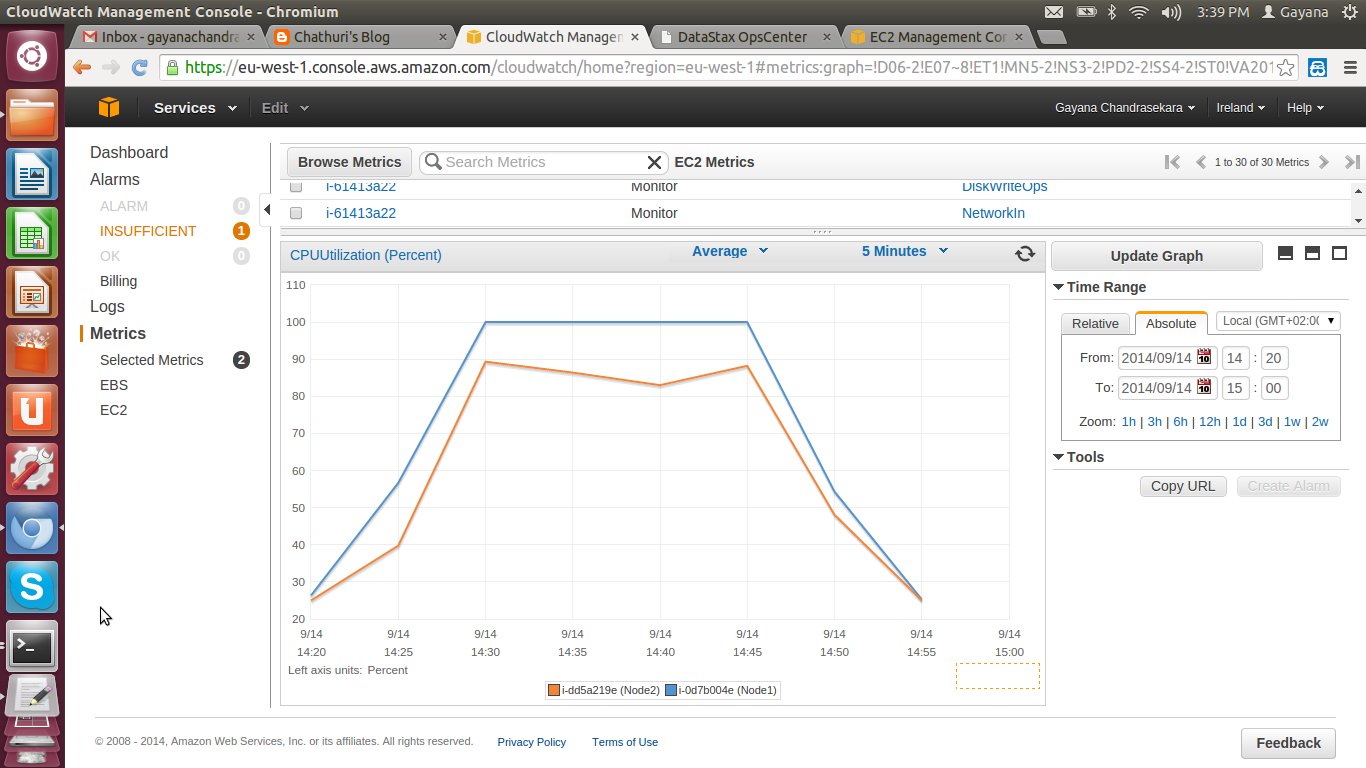 CloudWatch Management Console - Chromium
3:39 PM Gayana
Inbox - gayanachandra
Chathuri's Blog
CloudWatch Managem
DataStax OpsCenter
EC2 Management Con
https://eu-west-1.console.aws.amazon.com/cloudwatch/home?region=eu-west-1#metrics:graph=!D06-2!E07~8!ET1!MN5-2!NS3-2!PD2-2!SS4-2!ST0!VA201
Services Edit Gayana Chandrasekara Ireland Help
Dashboard
Alarms
ALARM 0
INSUFFICIENT 1
OK 0
Billing
Logs
Metrics
Selected Metrics 2
EBS
EC2
Browse Metrics Search Metrics EC2 Metrics 1 to 30 of 30 Metrics
i-61413a22 Monitor DiskWriteOps
i-61413a22 Monitor NetworkIn
CPUUtilization (Percent) Average 5 Minutes
110
100
90
80
70
60
50
40
30
20
9/14 9/14 9/14 9/14 9/14 9/14 9/14 9/14 9/14
14:20 14:25 14:30 14:35 14:40 14:45 14:50 14:55 15:00
Left axis units: Percent
i-dd5a219e (Node2) i-0d7b004e (Node1)
Update Graph
Time Range
Relative Absolute Local (GMT+02:00
From: 2014/09/14 10 14 : 20
To: 2014/09/14 10 15 : 00
Zoom: 1h | 3h | 6h | 12h | 1d | 3d | 1w | 2w
Tools
Copy URL Create Alarm
© 2008 - 2014, Amazon Web Services, Inc. or its affiliates. All rights reserved. Privacy Policy Terms of Use
Feedback